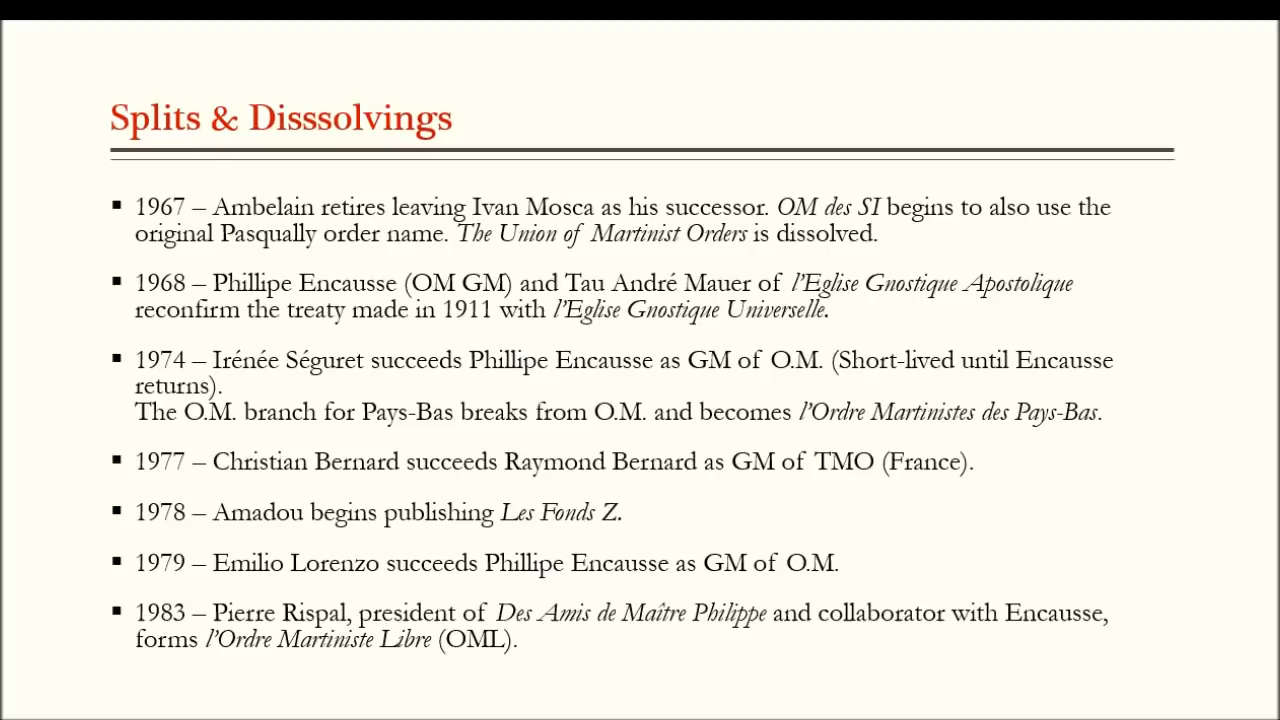 Splits & Disssolvings
▪ 1967 – Ambelain retires leaving Ivan Mosca as his successor. OM des SI begins to also use the
original Pasqually order name. The Union of Martinist Orders is dissolved.
▪ 1968 – Phillipe Encausse (OM GM) and Tau André Mauer of l’Eglise Gnostique Apostolique
reconfirm the treaty made in 1911 with l’Eglise Gnostique Universelle.
▪ 1974 – Irénée Séguret succeeds Phillipe Encausse as GM of O.M. (Short-lived until Encausse
returns).
The O.M. branch for Pays-Bas breaks from O.M. and becomes l’Ordre Martinistes des Pays-Bas.
▪ 1977 – Christian Bernard succeeds Raymond Bernard as GM of TMO (France).
▪ 1978 – Amadou begins publishing Les Fonds Z.
▪ 1979 – Emilio Lorenzo succeeds Phillipe Encausse as GM of O.M.
▪ 1983 – Pierre Rispal, president of Des Amis de Maître Philippe and collaborator with Encausse,
forms l’Ordre Martiniste Libre (OML).